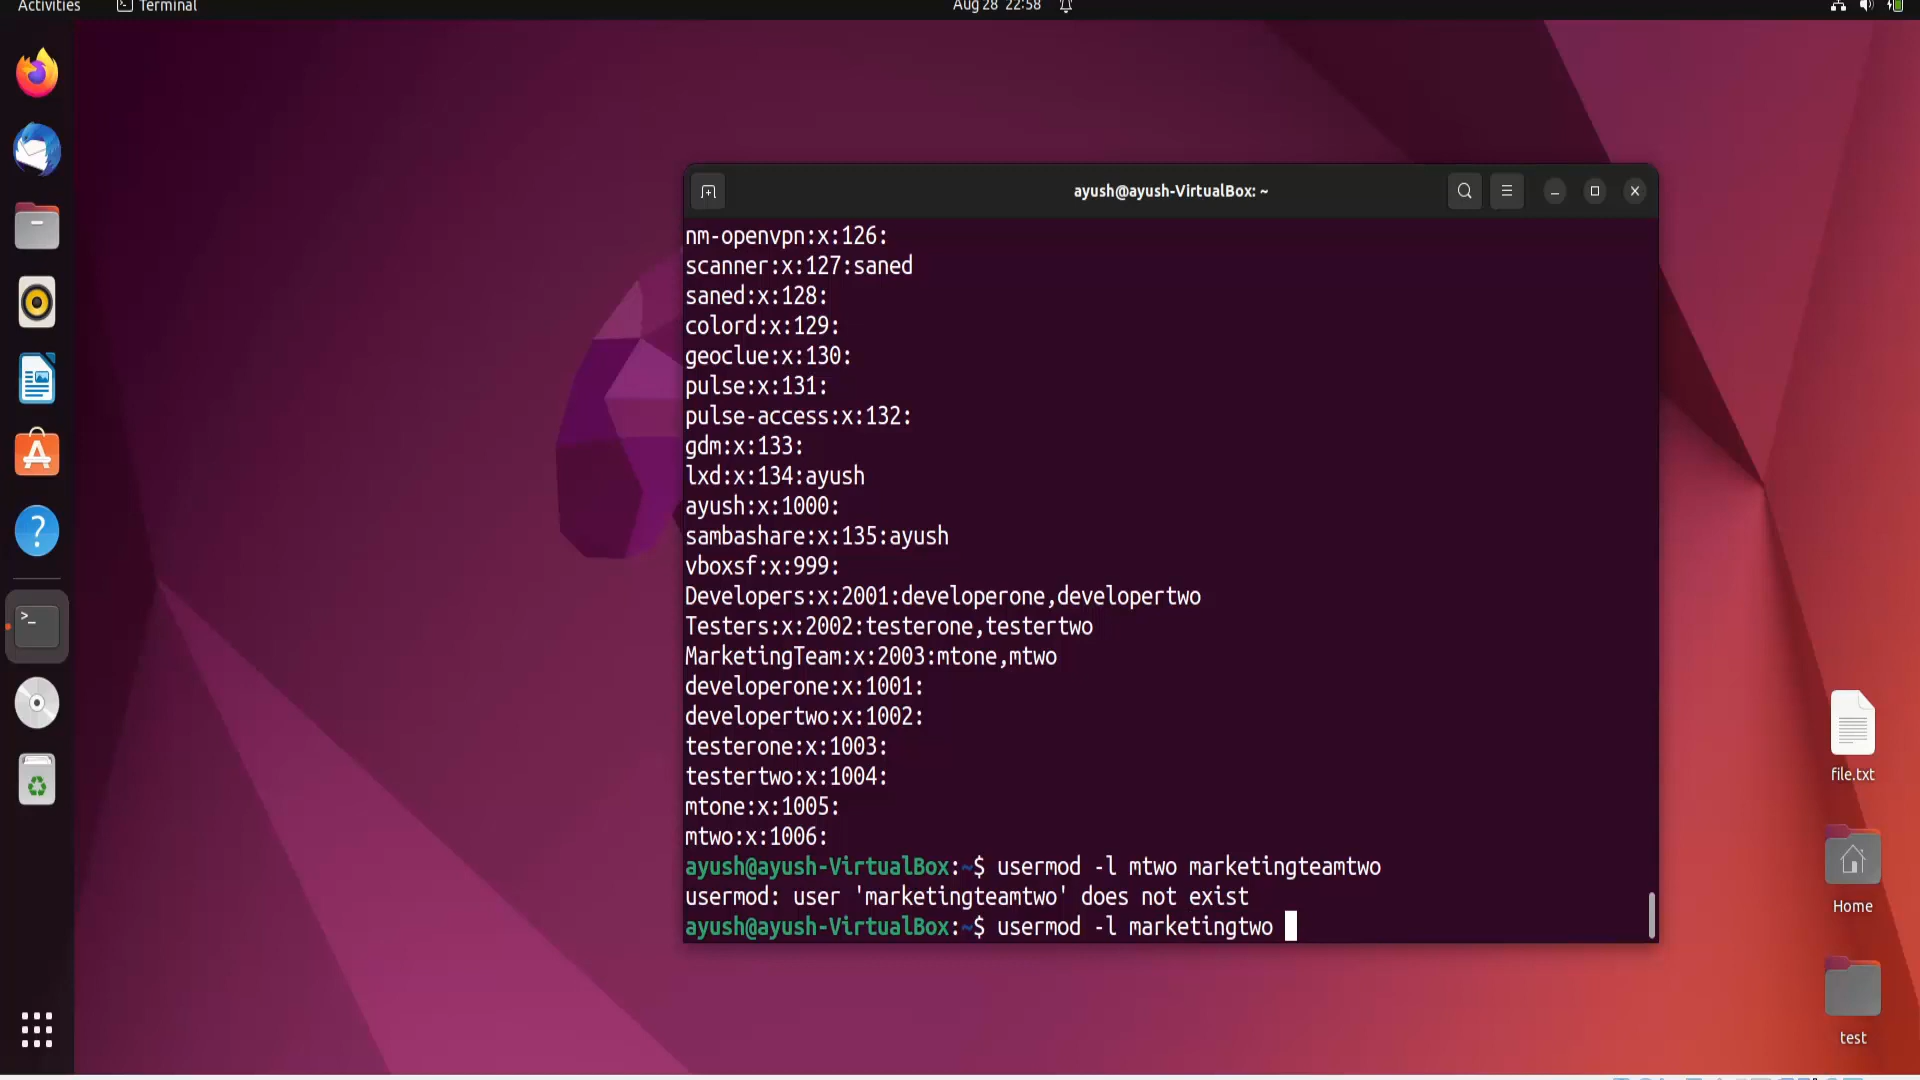 Activities
Terminal
Aug 28 22:58
ayush@ayush-VirtualBox: ~
nm-openvpn:x:126:
scanner:x:127:saned
saned:x:128:
colord:x:129:
geoclue:x:130:
pulse:x:131:
pulse-access:x:132:
gdm:x:133:
lxd:x:134:ayush
ayush:x:1000:
sambashare:x:135:ayush
vboxsf:x:999:
Developers:x:2001:developerone,developertwo
Testers:x:2002:testerone,testertwo
MarketingTeam:x:2003:mtone,mtwo
developerone:x:1001:
developertwo:x:1002:
testerone:x:1003:
testertwo:x:1004:
mtone:x:1005:
mtwo:x:1006:
ayush@ayush-VirtualBox:~$ usermod -l mtwo marketingteamtwo
usermod: user 'marketingteamtwo' does not exist
ayush@ayush-VirtualBox:~$ usermod -l marketingtwo
file.txt
Home
test